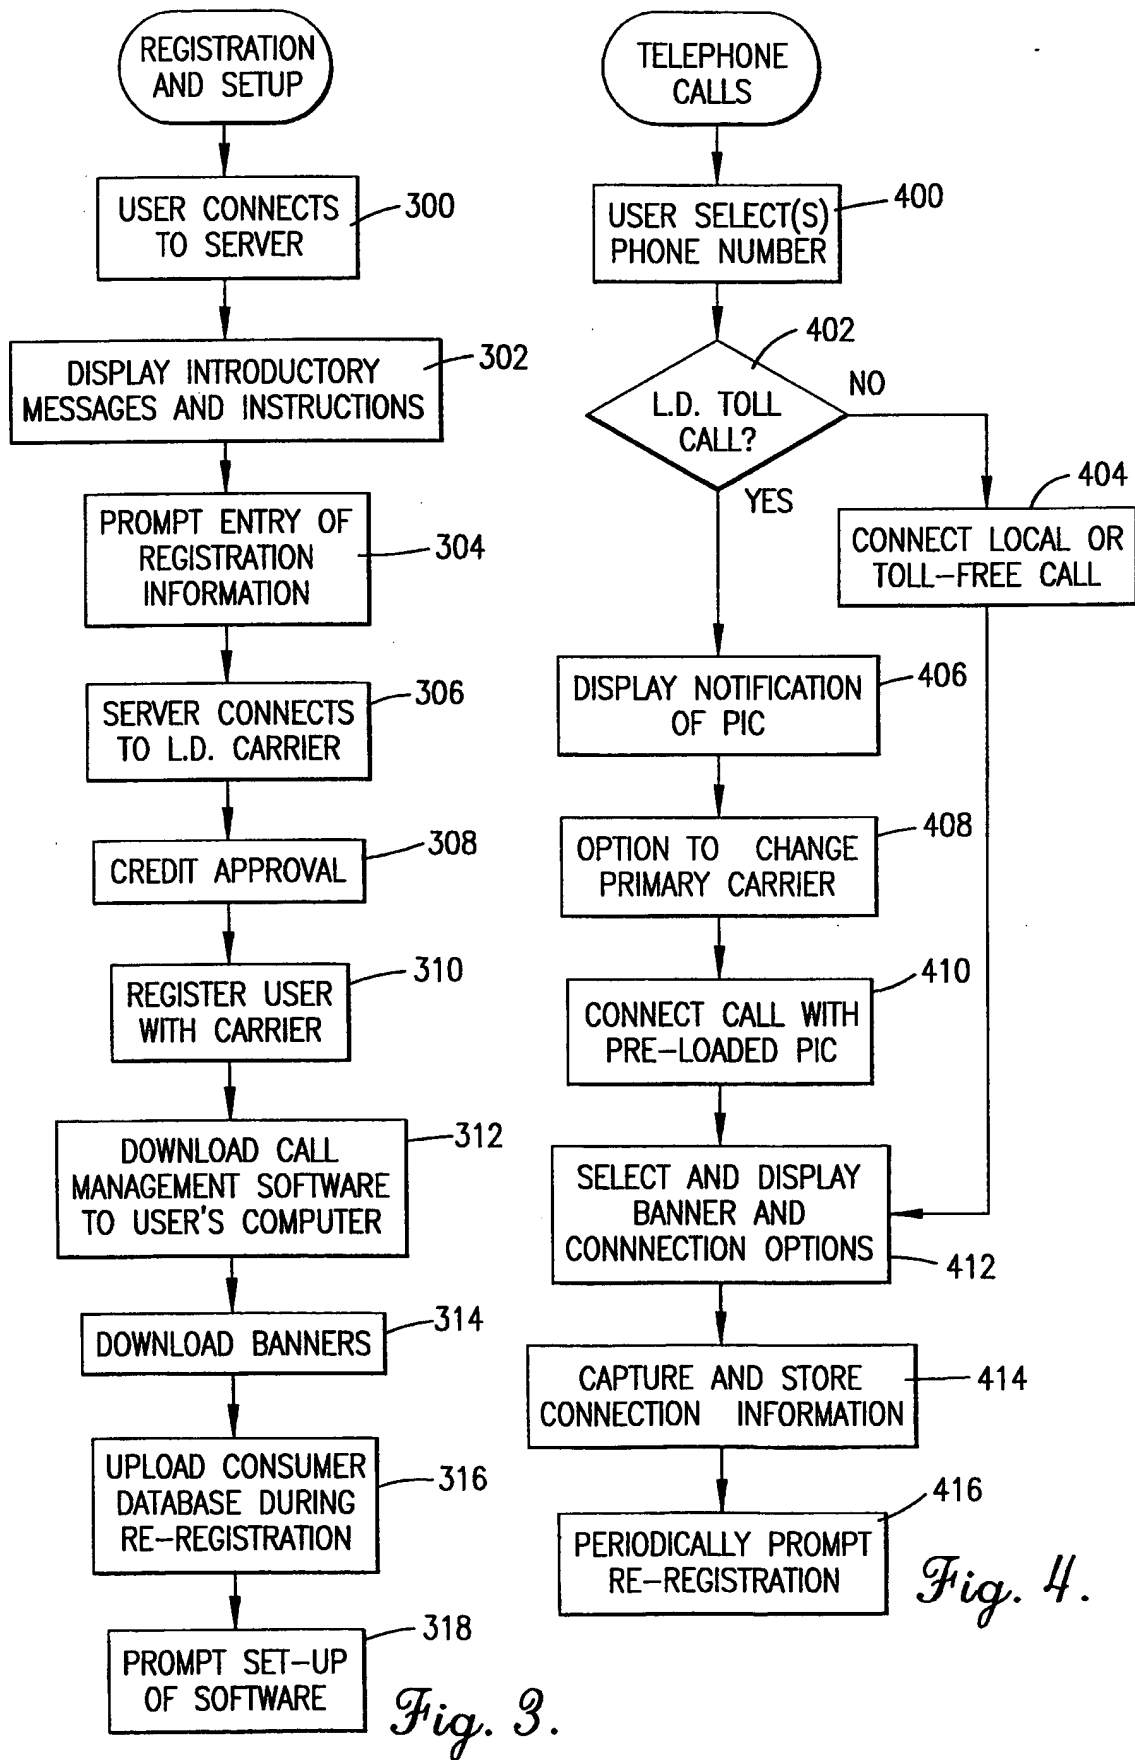 REGISTRATION
AND SETUP
USER CONNECTS
TO SERVER
300
DISPLAY INTRODUCTORY
MESSAGES AND INSTRUCTIONS
302
PROMPT ENTRY OF
REGISTRATION
INFORMATION
304
SERVER CONNECTS
TO L.D. CARRIER
306
CREDIT APPROVAL
308
REGISTER USER
WITH CARRIER
310
DOWNLOAD CALL
MANAGEMENT SOFTWARE
TO USER'S COMPUTER
312
DOWNLOAD BANNERS
314
UPLOAD CONSUMER
DATABASE DURING
RE-REGISTRATION
316
PROMPT SET-UP
OF SOFTWARE
318
Fig. 3.
TELEPHONE
CALLS
USER SELECT(S)
PHONE NUMBER
400
L.D. TOLL
CALL?
402
NO
YES
CONNECT LOCAL OR
TOLL-FREE CALL
404
DISPLAY NOTIFICATION
OF PIC
406
OPTION TO CHANGE
PRIMARY CARRIER
408
CONNECT CALL WITH
PRE-LOADED PIC
410
SELECT AND DISPLAY
BANNER AND
CONNNECTION OPTIONS
412
CAPTURE AND STORE
CONNECTION INFORMATION
414
PERIODICALLY PROMPT
RE-REGISTRATION
416
Fig. 4.